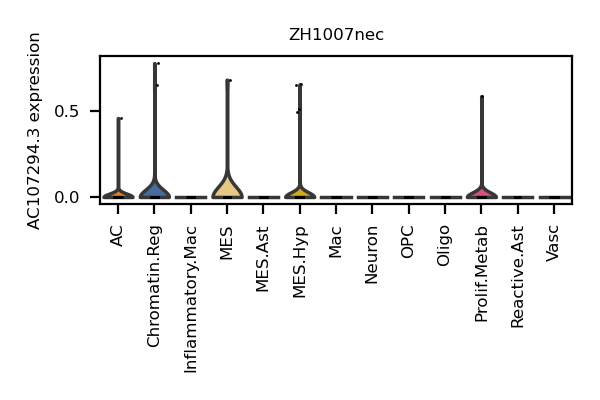 ZH1007nec
AC107294.3 expression
0.5
0.0
AC
Chromatin.Reg
Inflammatory.Mac
MES
MES.Ast
MES.Hyp
Mac
Neuron
OPC
Oligo
Prolif.Metab
Reactive.Ast
Vasc